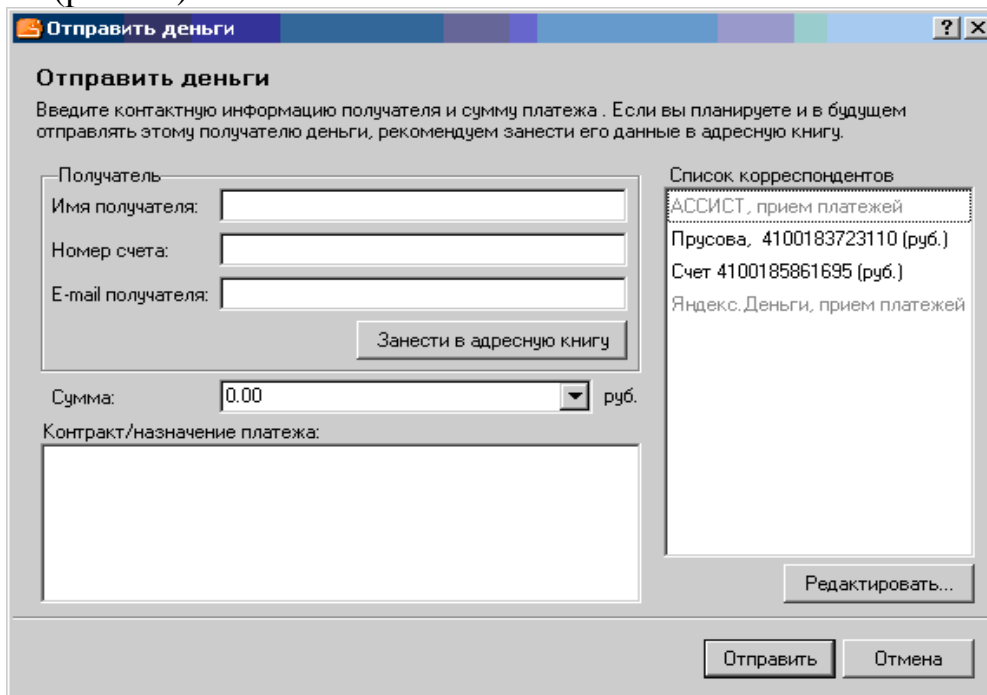 Отправить деньги
Отправить деньги
Введите контактную информацию получателя и сумму платежа . Если вы планируете и в будущем
отправлять этому получателю деньги, рекомендуем занести его данные в адресную книгу.
Получатель
Имя получателя:
Номер счета:
E-mail получателя:
Занести в адресную книгу
Сумма:
0.00
руб.
Контракт/назначение платежа:
Список корреспондентов
АССИСТ, прием платежей
Прусова, 4100183723110 (руб.)
Счет 4100185861695 (руб.)
Яндекс.Деньги, прием платежей
Редактировать...
Отправить
Отмена